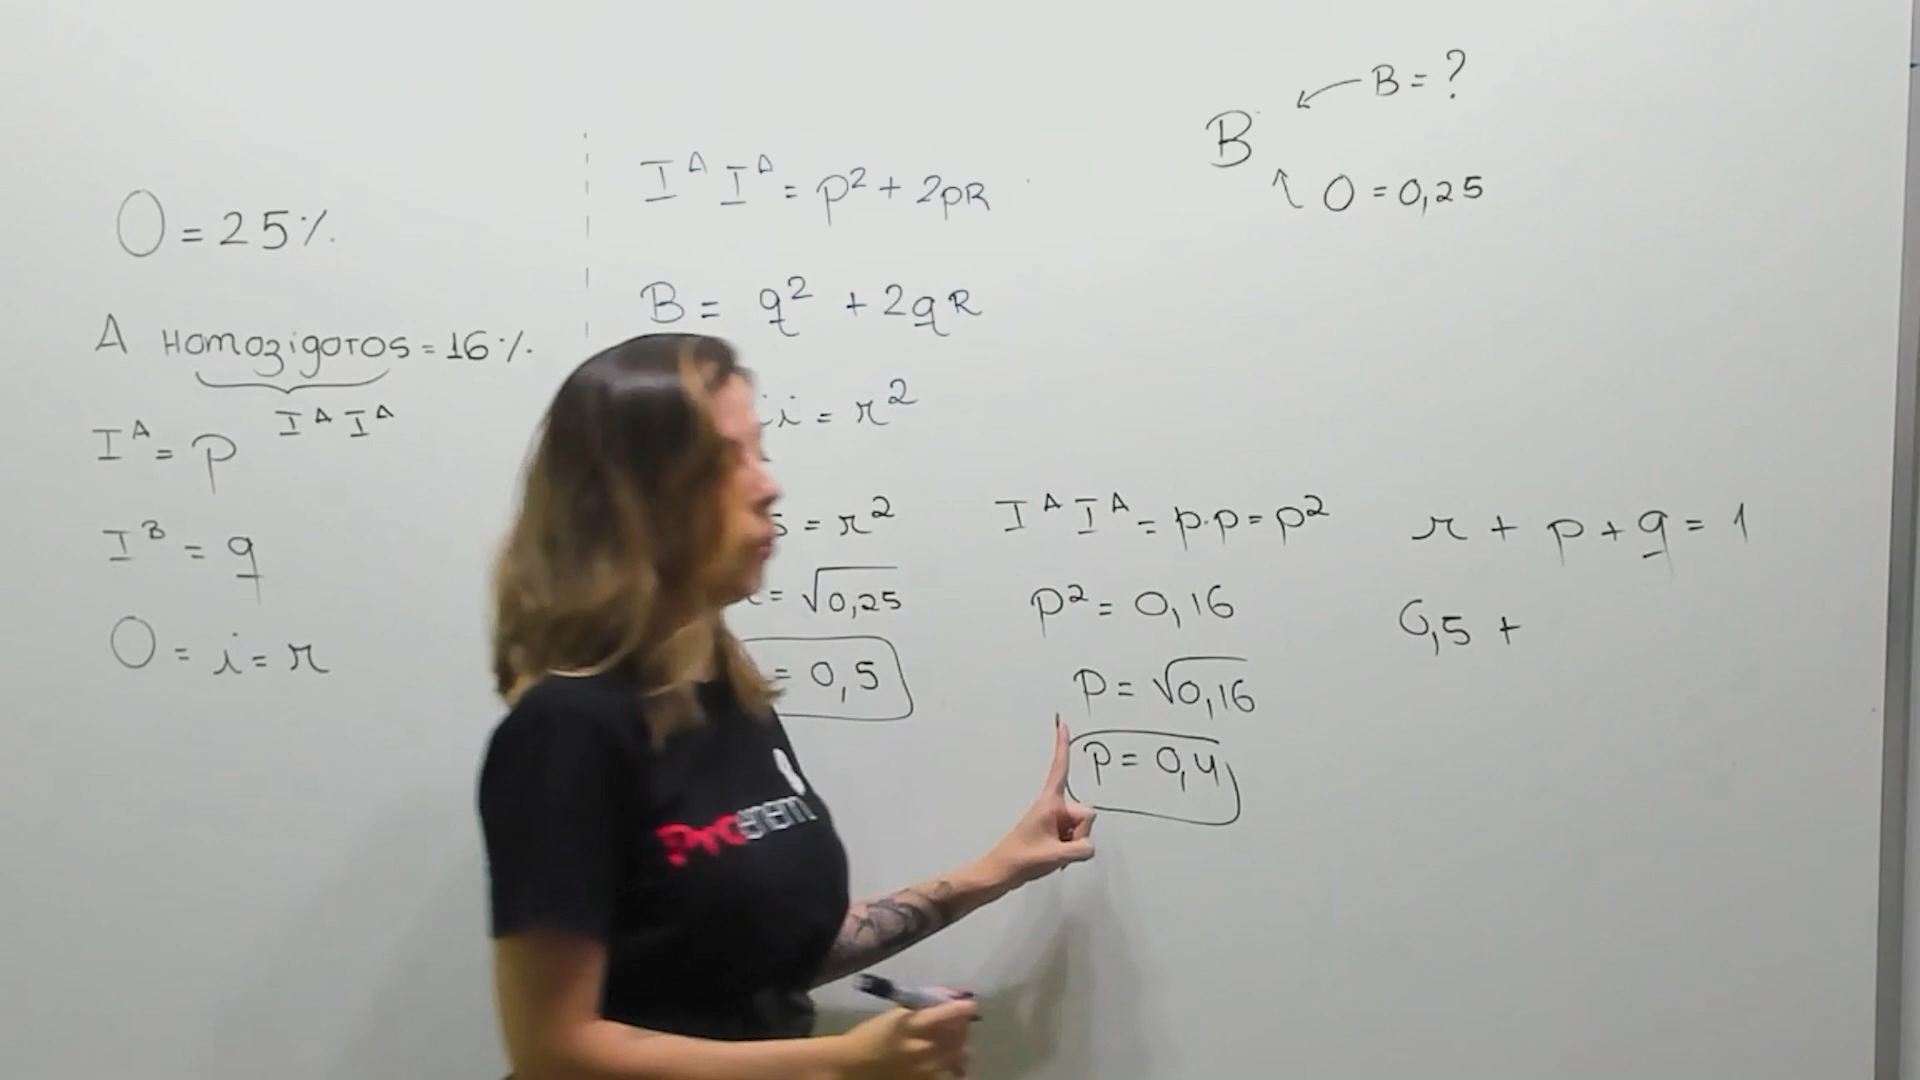 O = 25%
A Homozigotos = 16%
I^A I^A
I^A = p
I^B = q
O = i = r
I^A I^A = p² + 2pR
B = q² + 2qR
i = r²
= r²
= √0,25
= 0,5
I^A I^A = p.p = p²
p² = 0,16
p = √0,16
p = 0,4
B = ?
B
O = 0,25
r + p + q = 1
0,5 +
Proenem